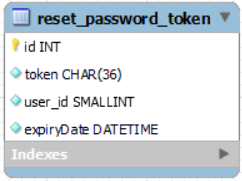 reset_password_token
id INT
token CHAR(36)
user_id SMALLINT
expiryDate DATETIME
Indexes